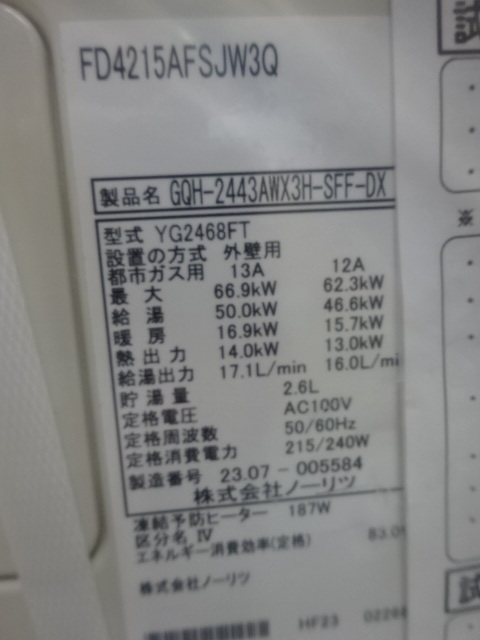 FD4215AFSJW3Q
製品名 GQH-2443AWX3H-SFF-DX
型式 YG2468FT
設置の方式 外壁用
都市ガス用 13A 12A
最大 66.9kW 62.3kW
給湯 50.0kW 46.6kW
暖房 16.9kW 15.7kW
熱出力 14.0kW 13.0kW
給湯出力 17.1L/min 16.0L/mi
貯湯量 2.6L
定格電圧 AC100V
定格周波数 50/60Hz
定格消費電力 215/240W
製造番号 23.07-005584
株式会社ノーリツ
凍結予防ヒーター 187W
区分名 Ⅳ
エネルギー消費効率(定格) 83.0
株式会社ノーリツ
HF23
※
試